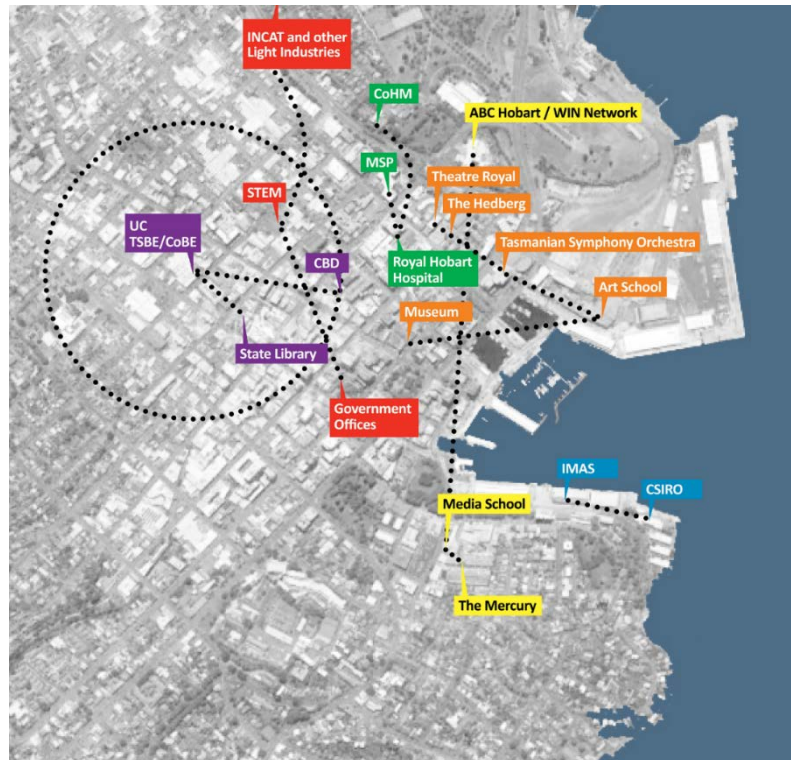 INCAT and other
Light Industries
CoHM
ABC Hobart / WIN Network
MSP
Theatre Royal
STEM
The Hedberg
UC
TSBE/CoBE
Tasmanian Symphony Orchestra
CBD
Royal Hobart
Hospital
Art School
Museum
State Library
Government
Offices
IMAS
CSIRO
Media School
The Mercury